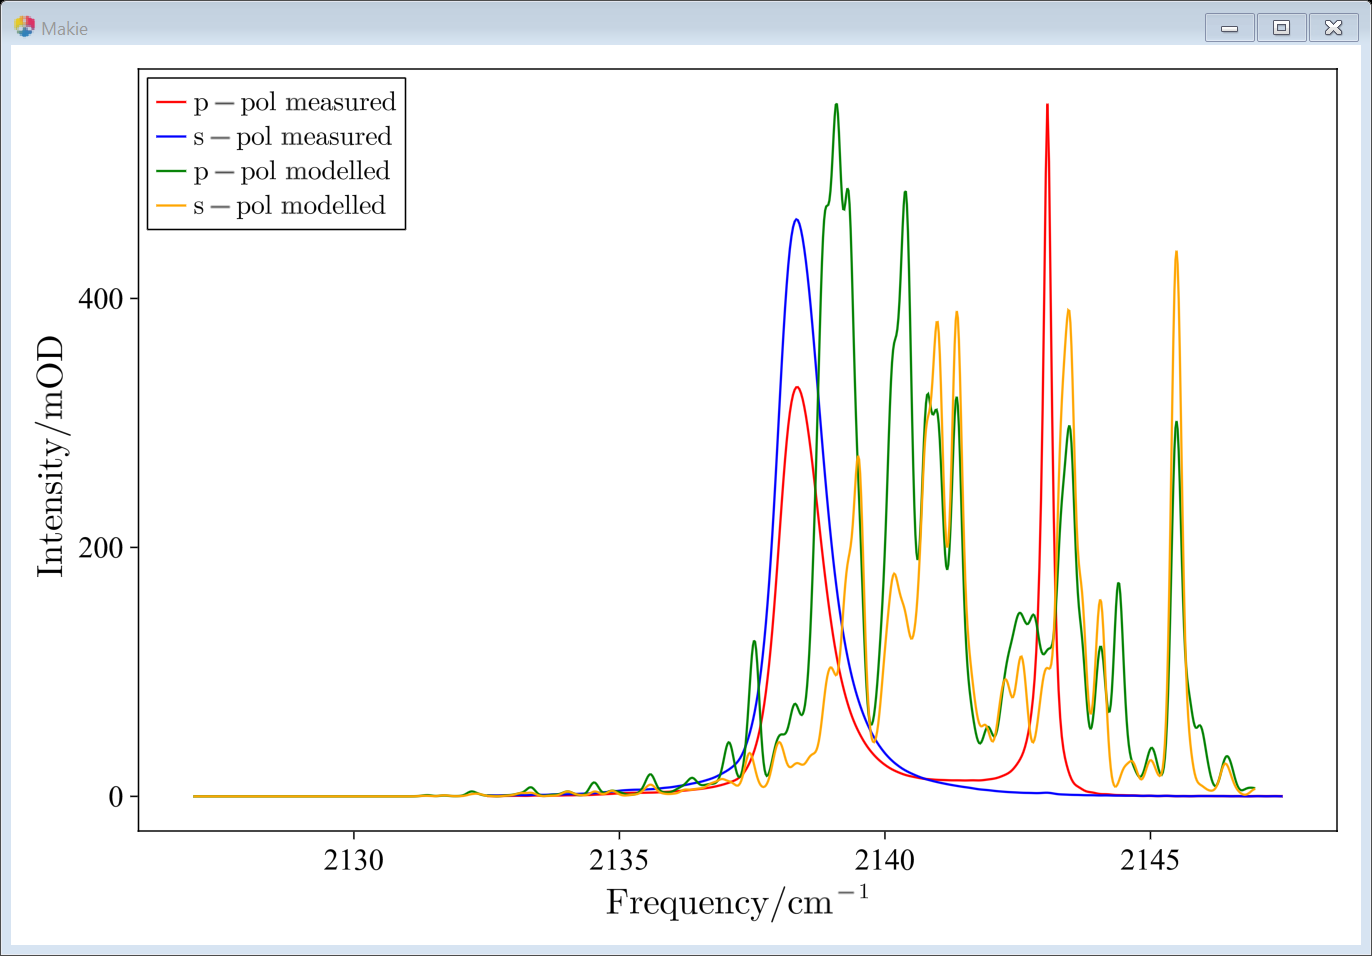 Makie
p − pol measured
s − pol measured
p − pol modelled
s − pol modelled
400
200
0
Intensity/mOD
2130 2135 2140 2145
Frequency/cm⁻¹